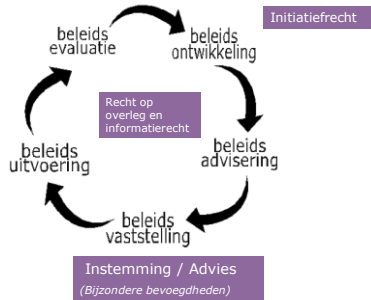 Initiatiefrecht
beleids
evaluatie
beleids
ontwikkeling
Recht op
overleg en
informatierecht
beleids
uitvoering
beleids
advisering
beleids
vaststelling
Instemming / Advies
(Bijzondere bevoegdheden)